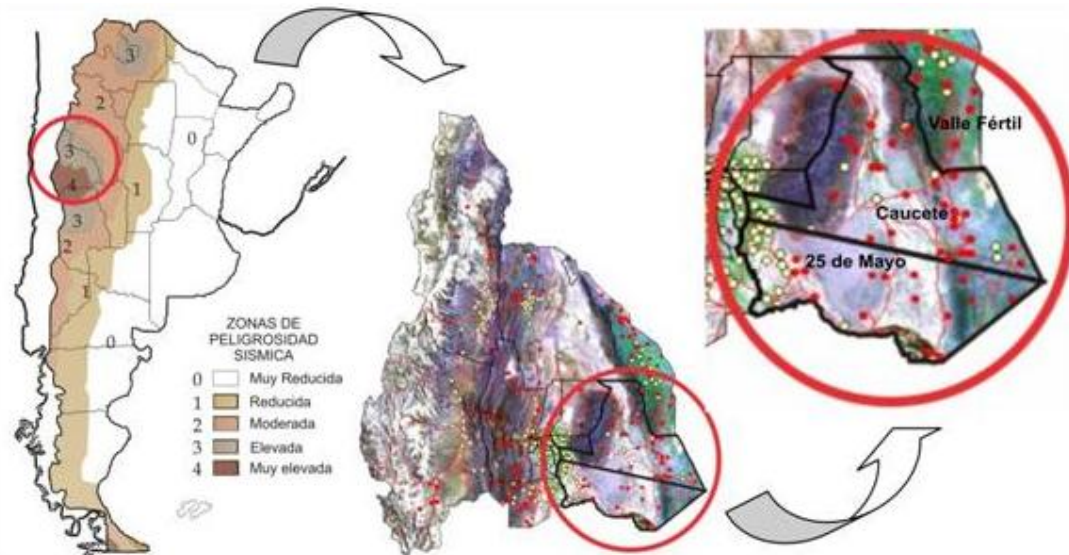 3
2
0
3
4
1
3
2
1
0
ZONAS DE
PELIGROSIDAD
SISMICA
0 Muy Reducida
1 Reducida
2 Moderada
3 Elevada
4 Muy elevada
Valle Fértil
Caucete
25 de Mayo